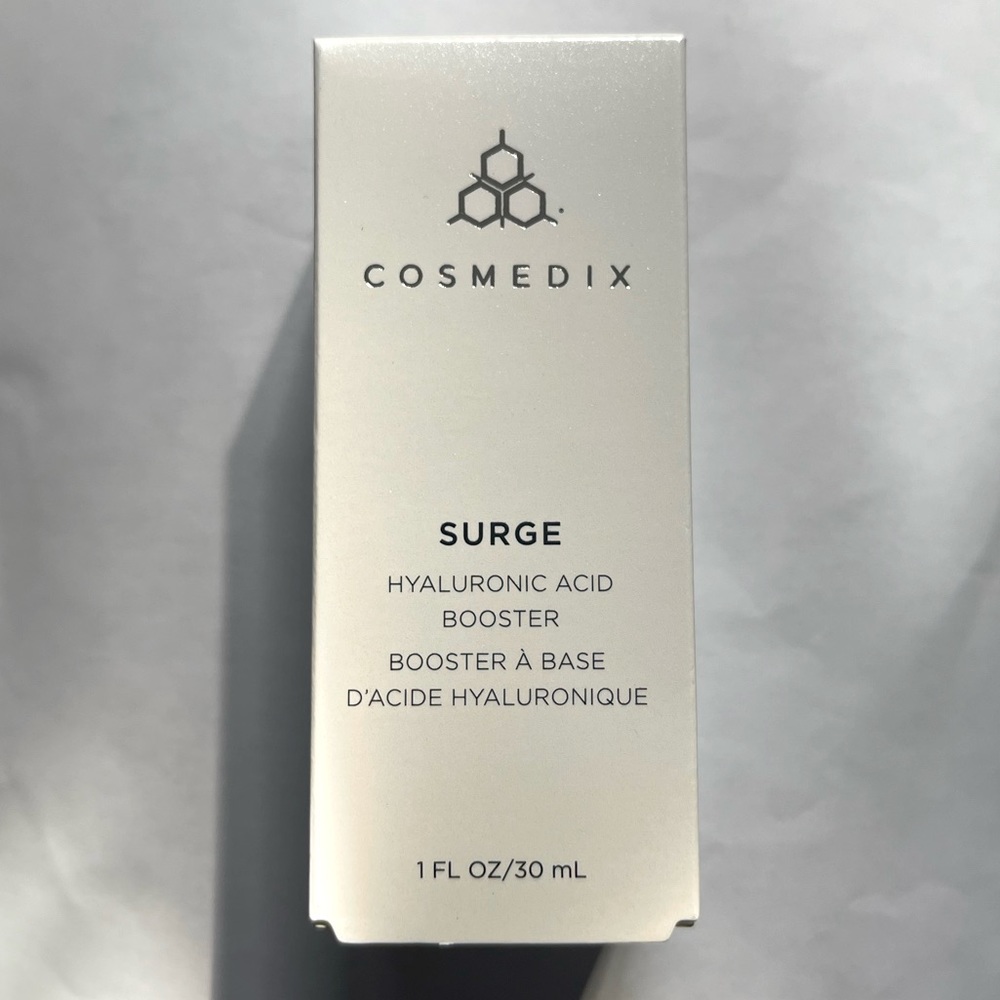 COSMEDIX
SURGE
HYALURONIC ACID
BOOSTER
BOOSTER À BASE
D'ACIDE HYALURONIQUE
1 FL OZ/30 mL